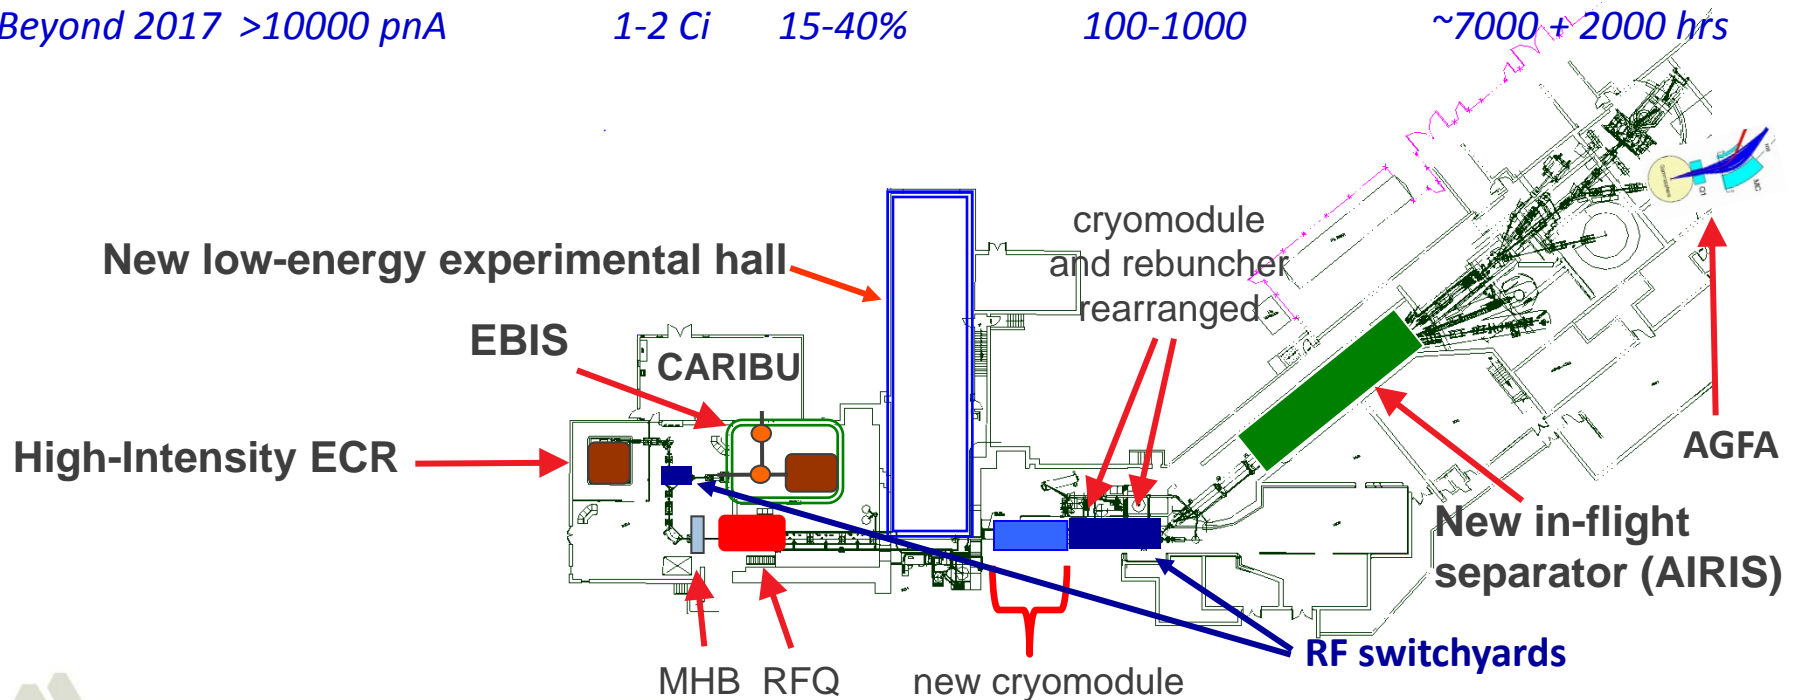 Beyond 2017 >10000 pnA 1-2 Ci 15-40% 100-1000 ~7000 + 2000 hrs
cryomodule
and rebuncher
rearranged
New low-energy experimental hall
EBIS
CARIBU
High-Intensity ECR
AGFA
New in-flight
separator (AIRIS)
RF switchyards
MHB RFQ new cryomodule
Q1
MC